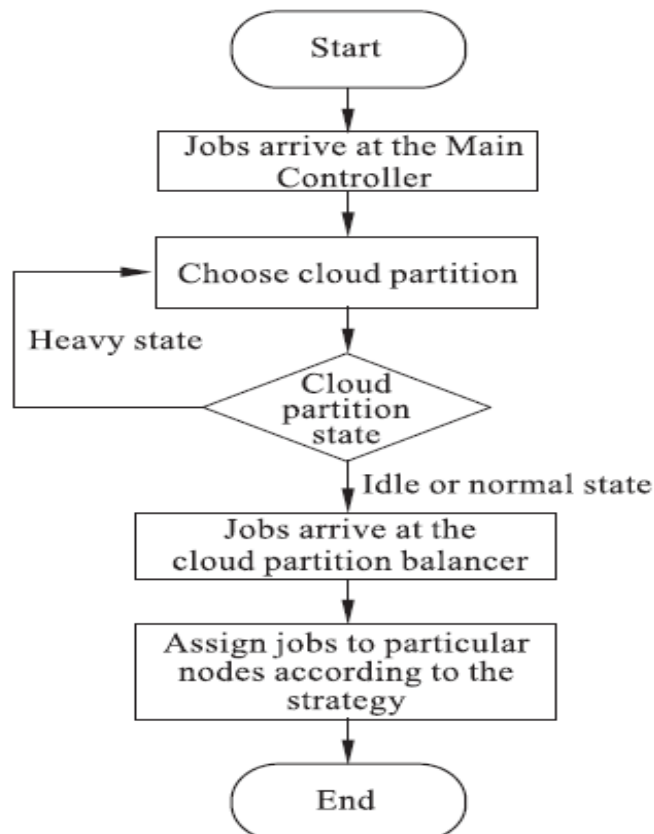 Start
Jobs arrive at the Main
Controller
Choose cloud partition
Heavy state
Cloud
partition
state
Idle or normal state
Jobs arrive at the
cloud partition balancer
Assign jobs to particular
nodes according to the
strategy
End